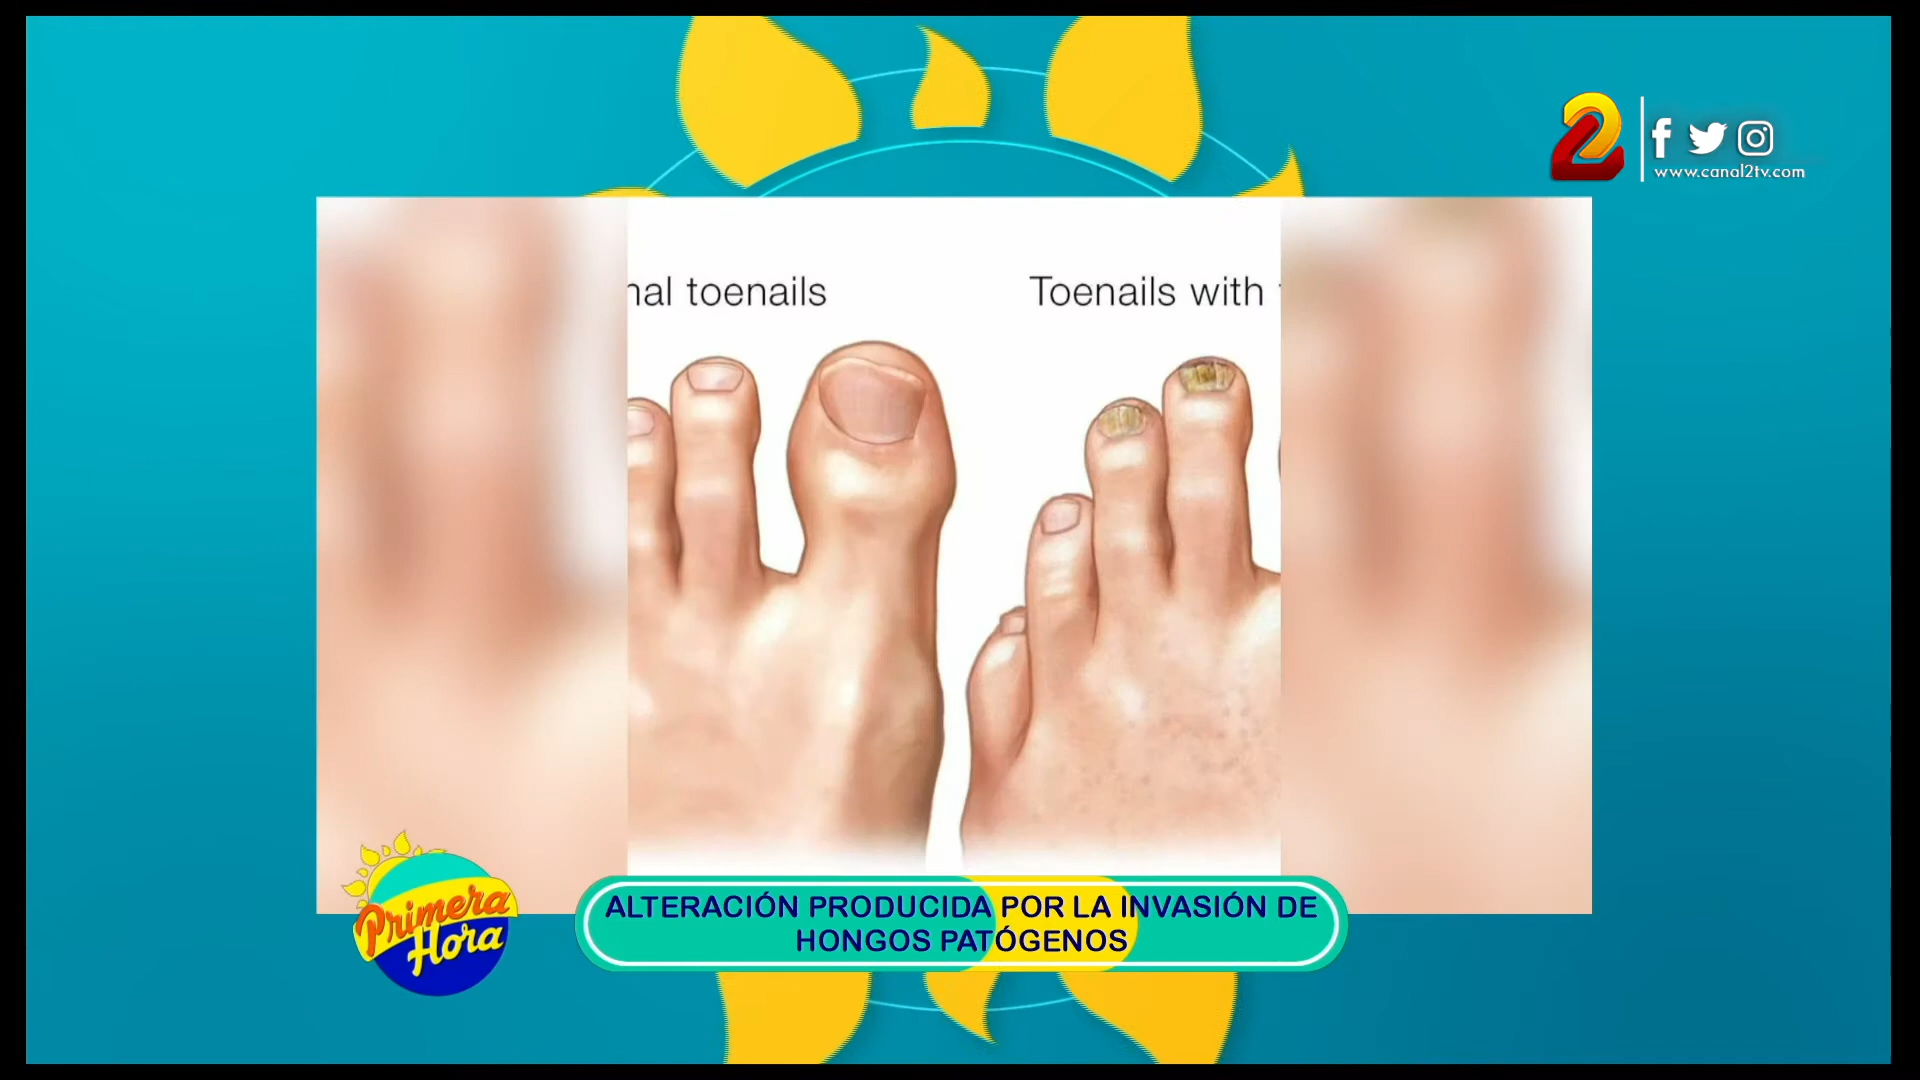 2
www.canal2tv.com
nal toenails
Toenails with
Primera
Hora
ALTERACIÓN PRODUCIDA POR LA INVASIÓN DE
HONGOS PATÓGENOS